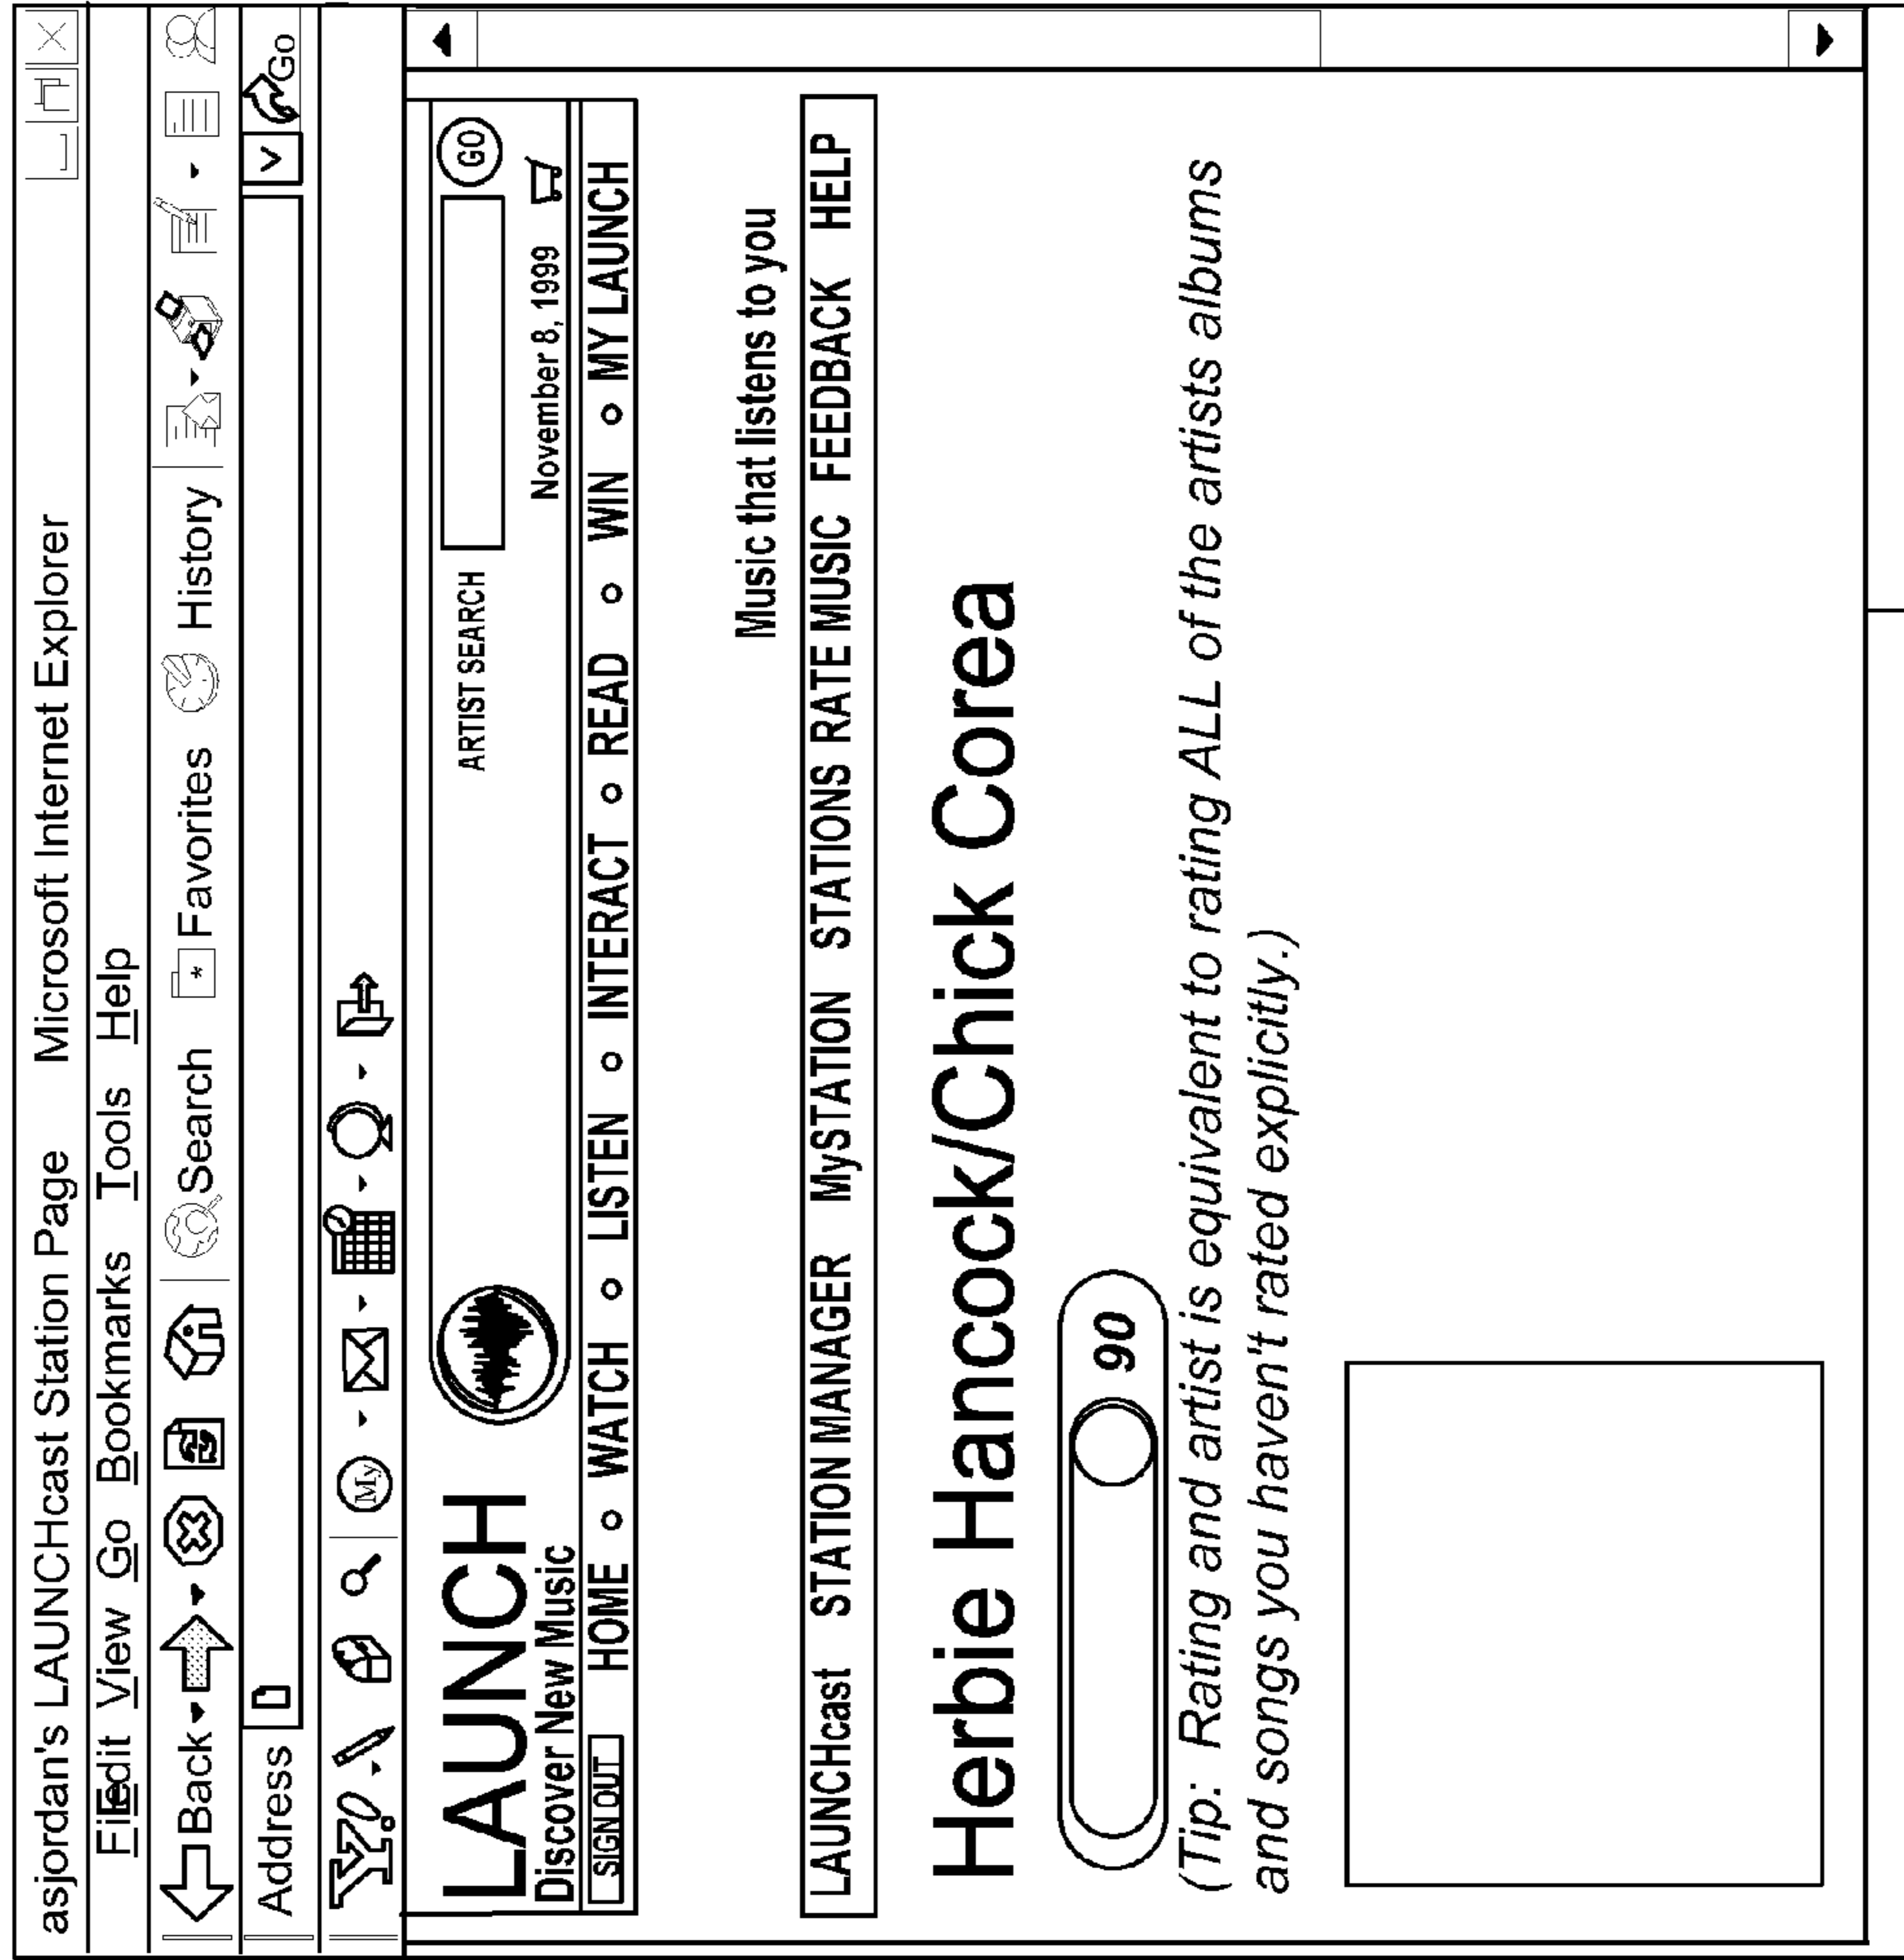 asjordan's LAUNCHcast Station Page Microsoft Internet Explorer
File Edit View Go Bookmarks Tools Help
Back Search Favorites History
Address Go
Y! My
LAUNCH ARTIST SEARCH GO
Discover New Music November 8, 1999
SIGN OUT HOME WATCH LISTEN INTERACT READ WIN MY LAUNCH
Music that listens to you
LAUNCHcast STATION MANAGER MySTATION STATIONS RATE MUSIC FEEDBACK HELP
Herbie Hancock/Chick Corea
90
(Tip: Rating and artist is equivalent to rating ALL of the artists albums
and songs you haven't rated explicitly.)